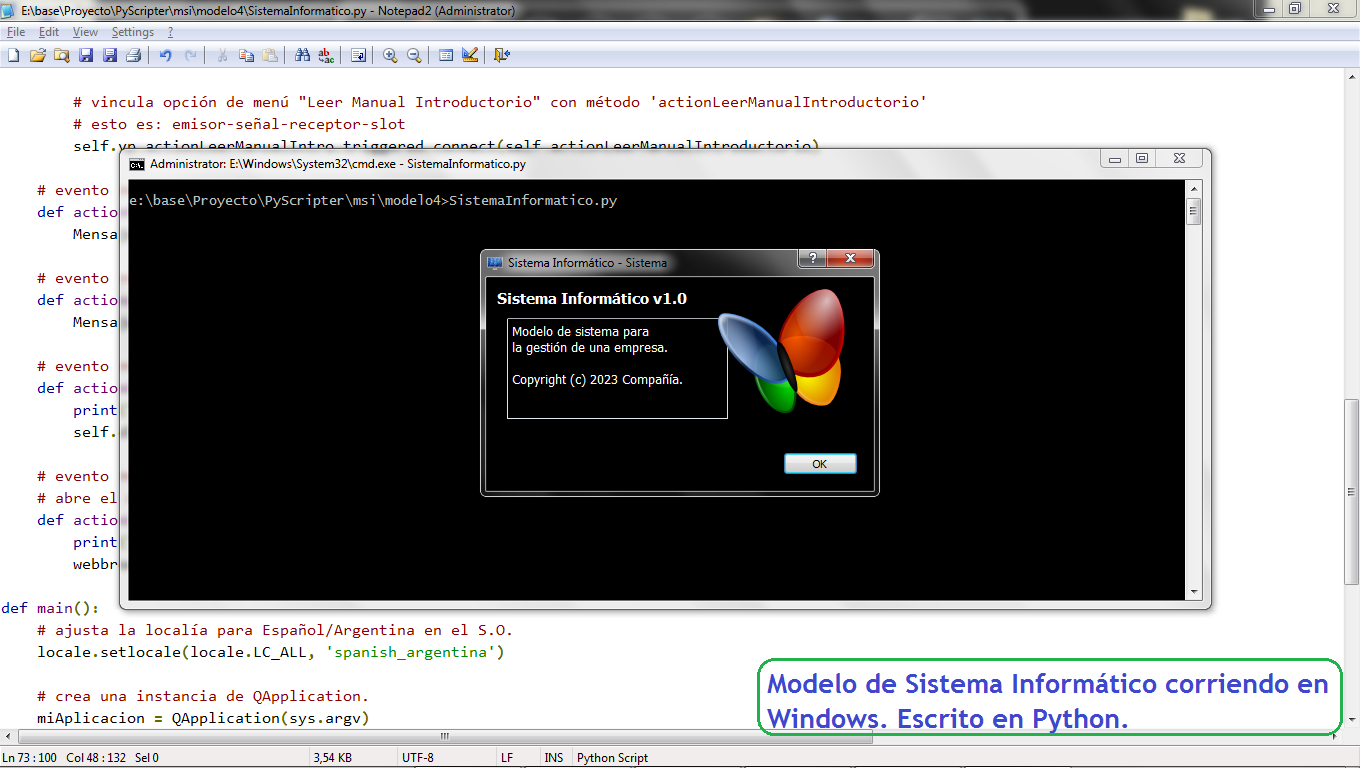 E:\base\Proyecto\PyScripter\msi\modelo4\SistemaInformatico.py - Notepad2 (Administrator)
File Edit View Settings ?
# vincula opción de menú "Leer Manual Introductorio" con método 'actionLeerManualIntroductorio'
# esto es: emisor-señal-receptor-slot
self.vp.actionLeerManualIntro.triggered.connect(self.actionLeerManualIntroductorio)
Administrator: E:\Windows\System32\cmd.exe - SistemaInformatico.py
e:\base\Proyecto\PyScripter\msi\modelo4>SistemaInformatico.py
# evento
def actio
Mensa
# evento
def actio
Mensa
# evento
def actio
print
self.
# evento
# abre el
def actio
print
webbr
Sistema Informático - Sistema
Sistema Informático v1.0
Modelo de sistema para
la gestión de una empresa.
Copyright (c) 2023 Compañía.
OK
def main():
# ajusta la localía para Español/Argentina en el S.O.
locale.setlocale(locale.LC_ALL, 'spanish_argentina')
# crea una instancia de QApplication.
miAplicacion = QApplication(sys.argv)
Modelo de Sistema Informático corriendo en
Windows. Escrito en Python.
Ln 73 : 100 Col 48 : 132 Sel 0 3,54 KB UTF-8 LF INS Python Script